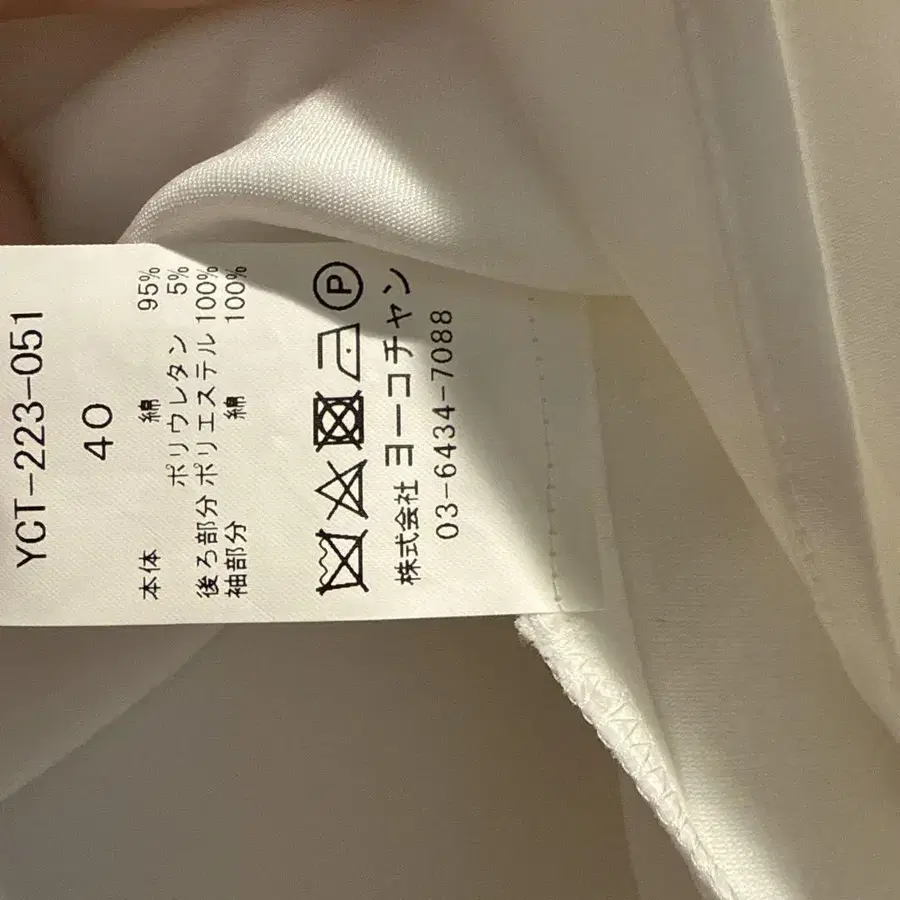 YCT-223-051
40
本体 綿 95%
ポリウレタン 5%
後ろ部分 ポリエステル 100%
袖部分 綿 100%
P
株式会社 ヨーコチャン
03-6434-7088